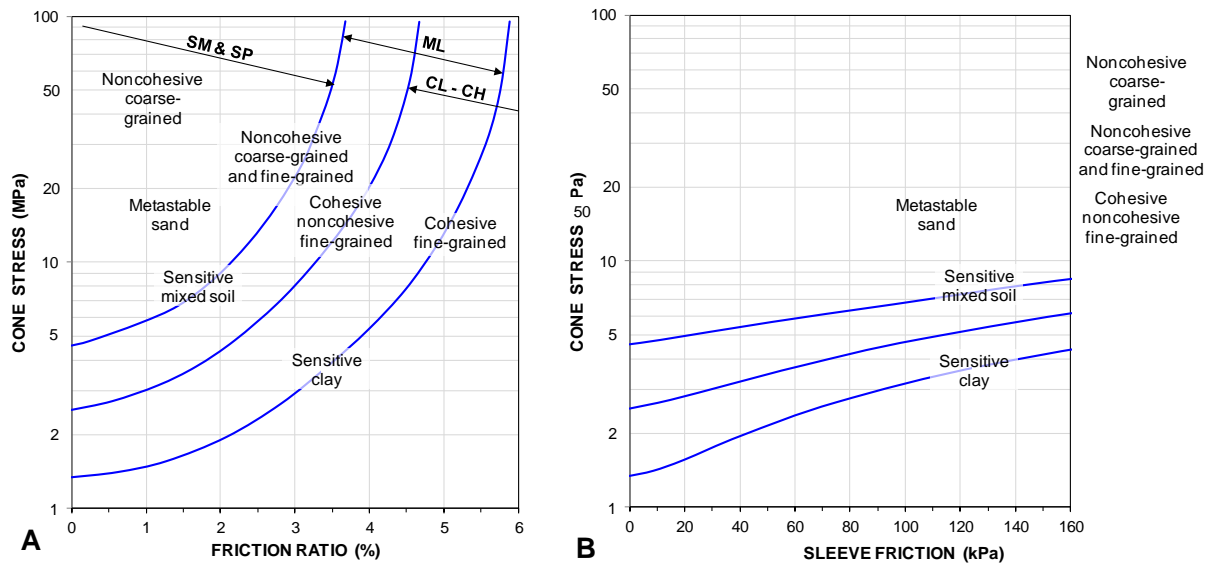 100
50
20
10
5
2
1
CONE STRESS (MPa)
0 1 2 3 4 5 6
FRICTION RATIO (%)
A
SM & SP
ML
CL - CH
Noncohesive
coarse-
grained
Noncohesive
coarse-grained
and fine-grained
Metastable
sand
Cohesive
noncohesive
fine-grained
Cohesive
fine-grained
Sensitive
mixed soil
Sensitive
clay
100
50
20
10
5
2
1
CONE STRESS Pa)
50
0 20 40 60 80 100 120 140 160
SLEEVE FRICTION (kPa)
B
Metastable
sand
Sensitive
mixed soil
Sensitive
clay
Noncohesive
coarse-
grained
Noncohesive
coarse-grained
and fine-grained
Cohesive
noncohesive
fine-grained